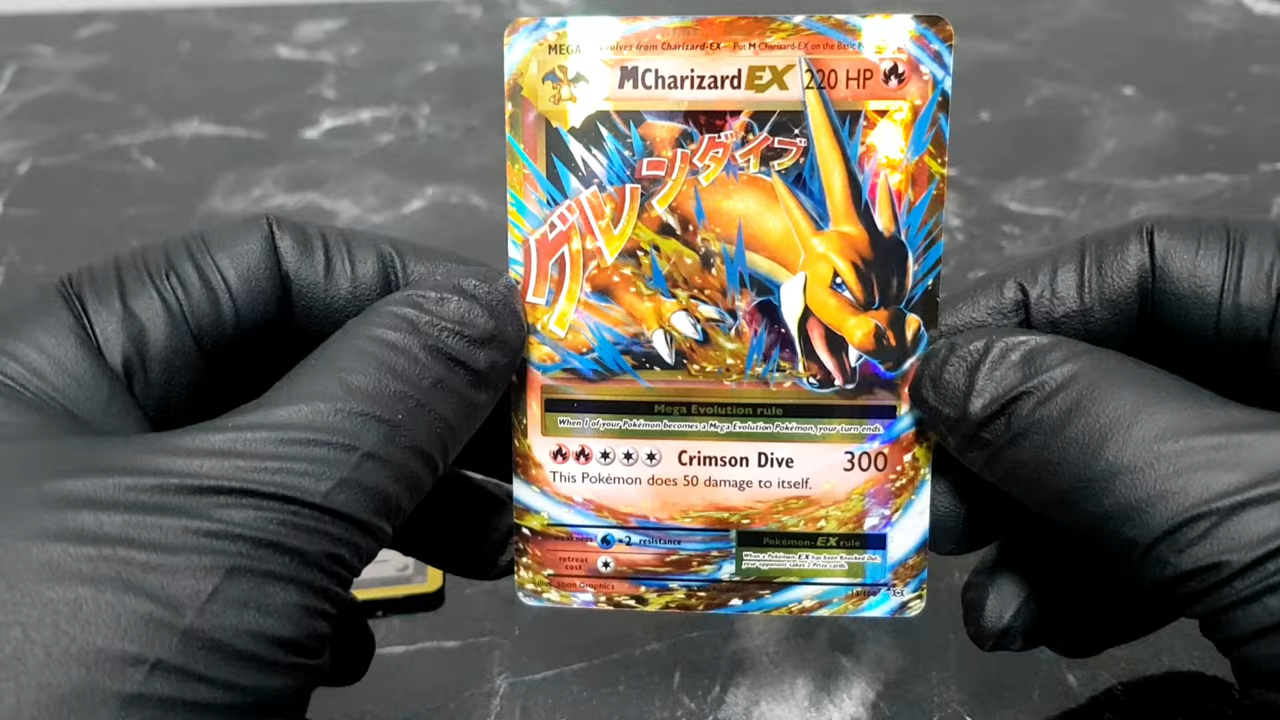 MEGA Evolves from Charizard-EX Put M Charizard-EX on the Basic
MCharizard EX 220 HP
グレンダイブ
Mega Evolution rule
When 1 of your Pokémon becomes a Mega Evolution Pokémon, your turn ends.
Crimson Dive 300
This Pokémon does 50 damage to itself.
weakness ×2 resistance
Pokémon-EX rule
When a Pokémon-EX has been Knocked Out, your opponent takes 2 Prize cards.
retreat cost
Graphics